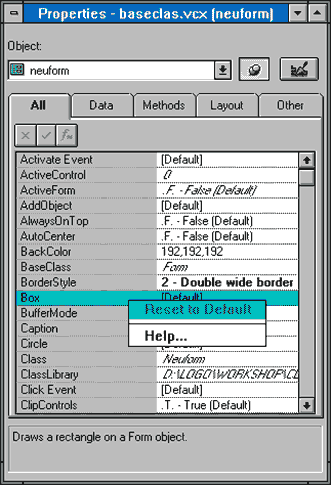 Properties - baseclas.vcx (neuform)
Object:
neuform
All Data Methods Layout Other
Activate Event [Default]
ActiveControl 0
ActiveForm .F. - False (Default)
AddObject [Default]
AlwaysOnTop .F. - False (Default)
AutoCenter .F. - False (Default)
BackColor 192,192,192
BaseClass Form
BorderStyle 2 - Double wide border
Box [Default]
BufferMode
Reset to Default
Caption
Help...
Circle
Class Neuform
ClassLibrary D:\LOGO\WORKSHOP\CL
Click Event [Default]
ClipControls .T. - True (Default)
Draws a rectangle on a Form object.